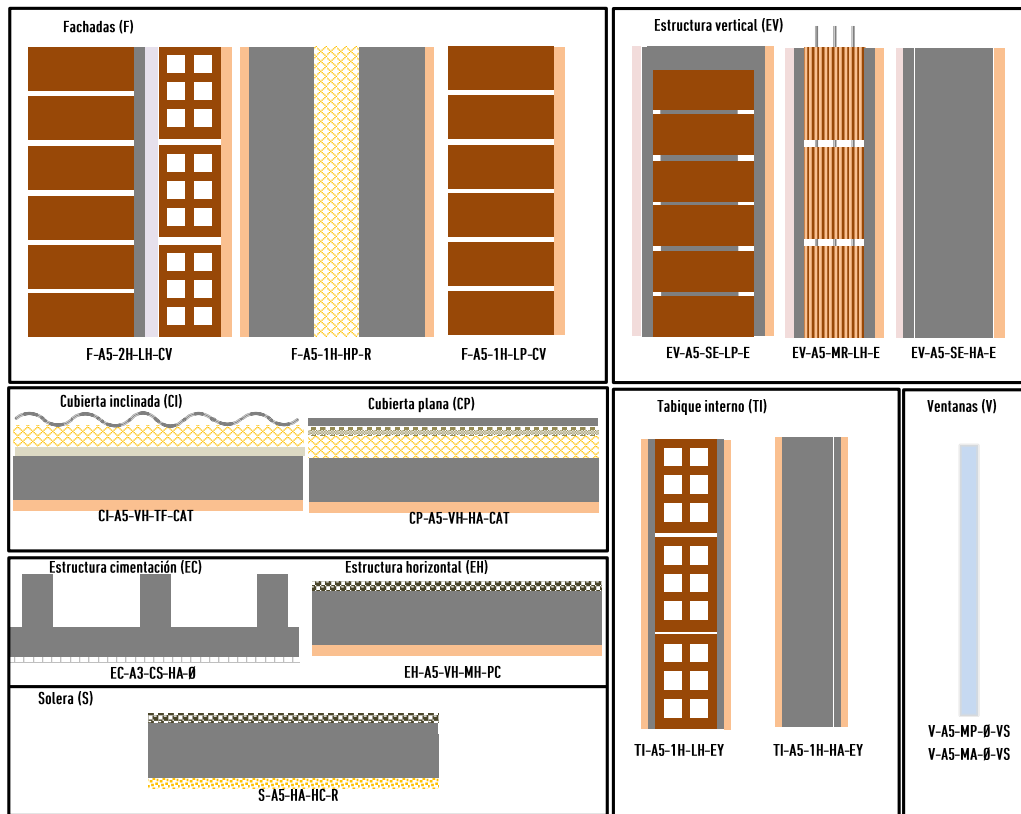 Fachadas (F)
F-A5-2H-LH-CV
F-A5-1H-HP-R
F-A5-1H-LP-CV
Estructura vertical (EV)
EV-A5-SE-LP-E
EV-A5-MR-LH-E
EV-A5-SE-HA-E
Cubierta inclinada (CI)
CI-A5-VH-TF-CAT
Cubierta plana (CP)
CP-A5-VH-HA-CAT
Estructura cimentación (EC)
EC-A3-CS-HA-Ø
Estructura horizontal (EH)
EH-A5-VH-MH-PC
Solera (S)
S-A5-HA-HC-R
Tabique interno (TI)
TI-A5-1H-LH-EY
TI-A5-1H-HA-EY
Ventanas (V)
V-A5-MP-Ø-VS
V-A5-MA-Ø-VS